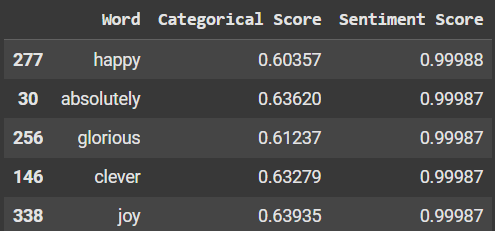 Word Categorical Score Sentiment Score
277 happy 0.60357 0.99988
30 absolutely 0.63620 0.99987
256 glorious 0.61237 0.99987
146 clever 0.63279 0.99987
338 joy 0.63935 0.99987